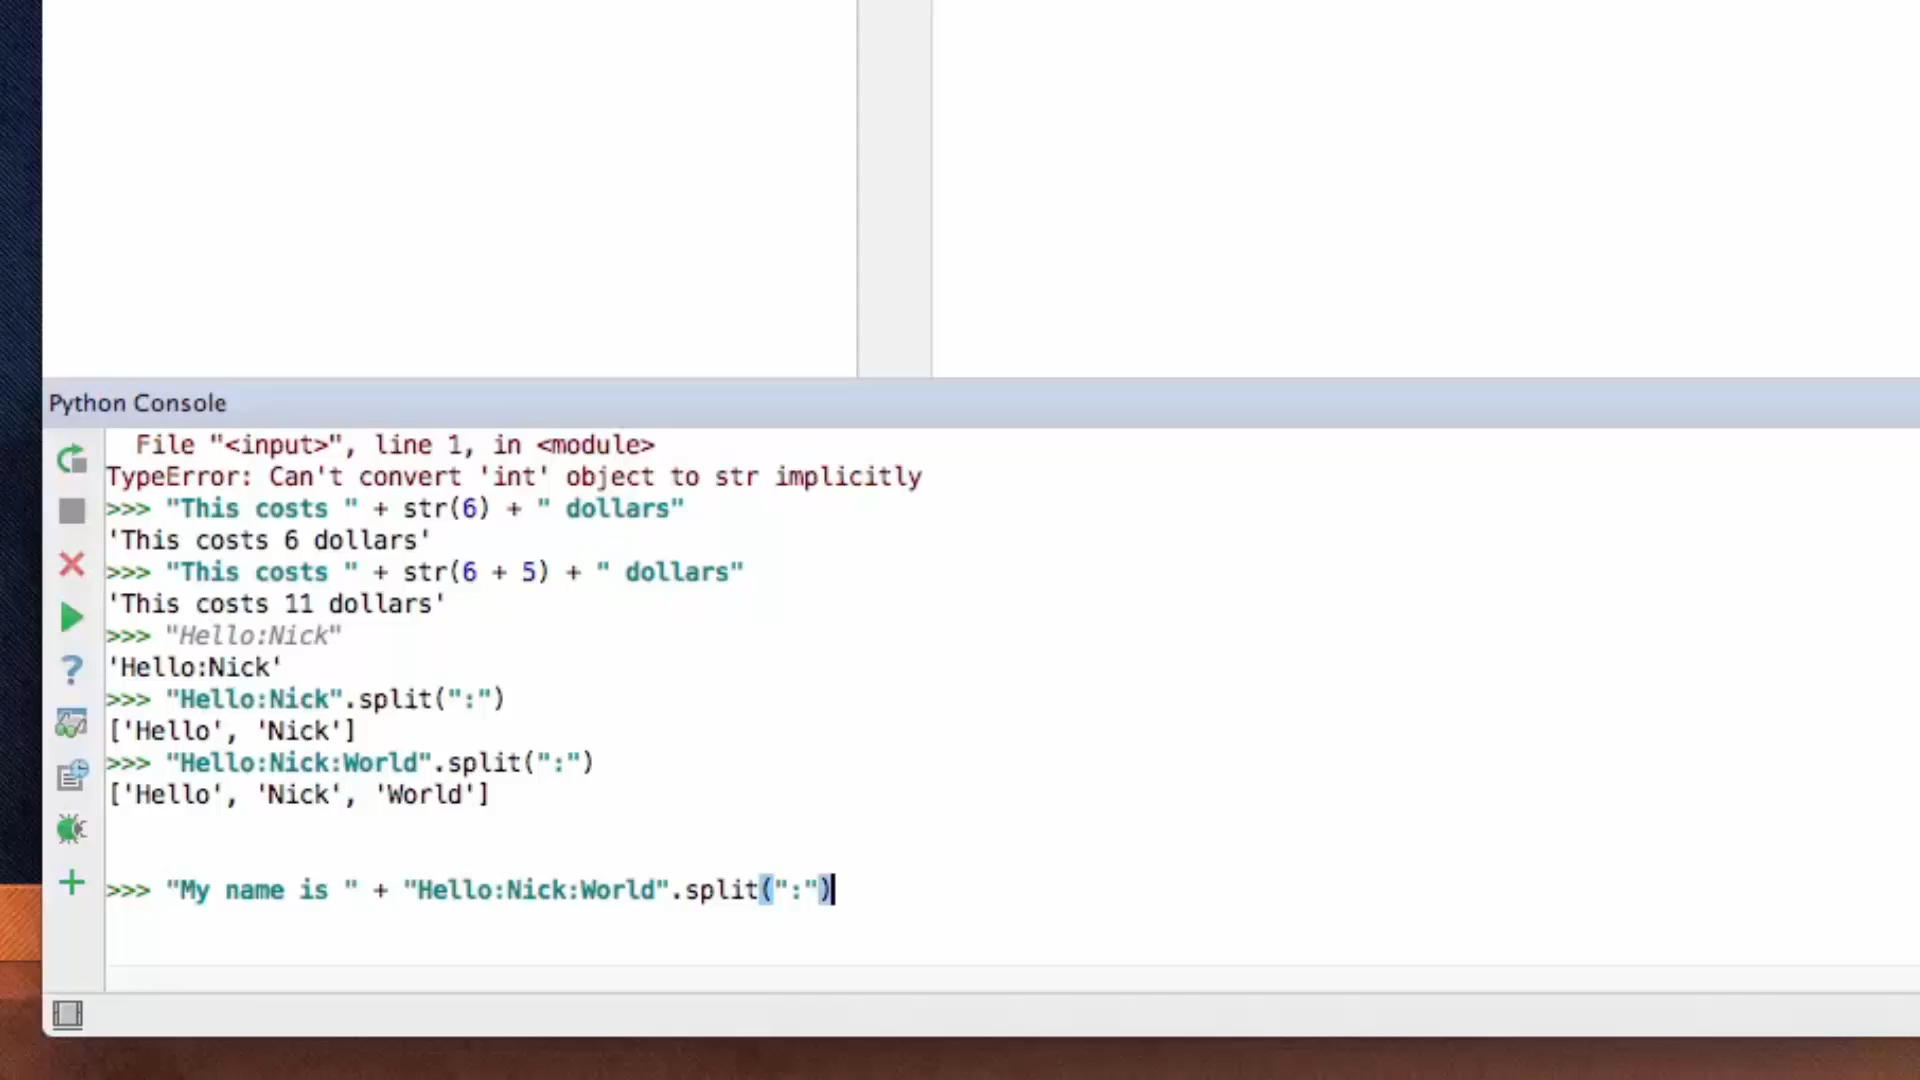 Python Console
File "<input>", line 1, in <module>
TypeError: Can't convert 'int' object to str implicitly
>>> "This costs " + str(6) + " dollars"
'This costs 6 dollars'
>>> "This costs " + str(6 + 5) + " dollars"
'This costs 11 dollars'
>>> "Hello:Nick"
'Hello:Nick'
>>> "Hello:Nick".split(":")
['Hello', 'Nick']
>>> "Hello:Nick:World".split(":")
['Hello', 'Nick', 'World']
>>> "My name is " + "Hello:Nick:World".split(":")